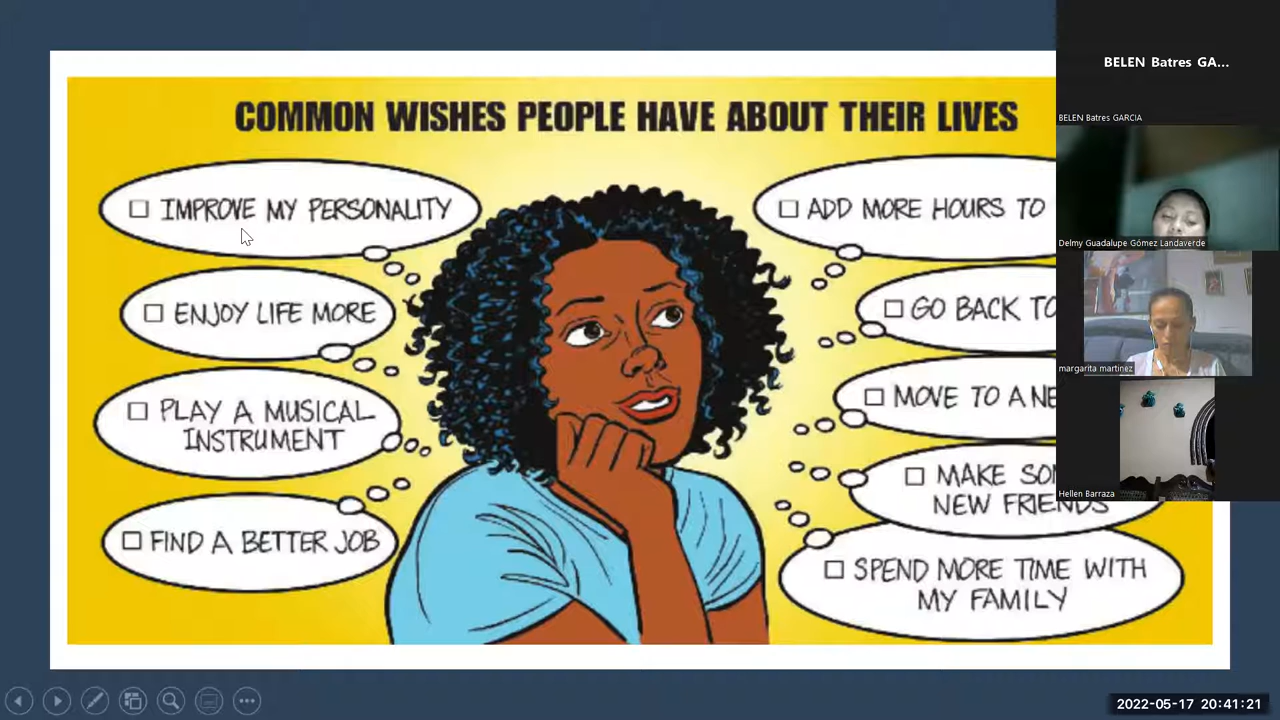 COMMON WISHES PEOPLE HAVE ABOUT THEIR LIVES
IMPROVE MY PERSONALITY
ENJOY LIFE MORE
PLAY A MUSICAL
INSTRUMENT
FIND A BETTER JOB
ADD MORE HOURS TO
GO BACK TO
MOVE TO A
MAKE
NEW FRIENDS
SPEND MORE TIME WITH
MY FAMILY
BELEN Batres GA...
BELEN Batres GARCIA
Delmy Guadalupe Gómez Landaverde
margarita martinez
Hellen Barraza
2022-05-17 20:41:21